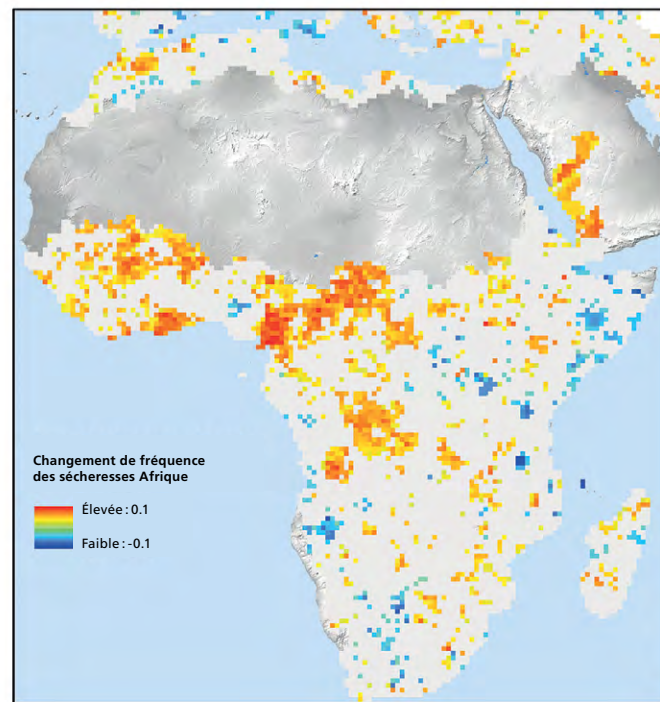 Changement de fréquence
des sécheresses Afrique
Élevée : 0.1
Faible : -0.1